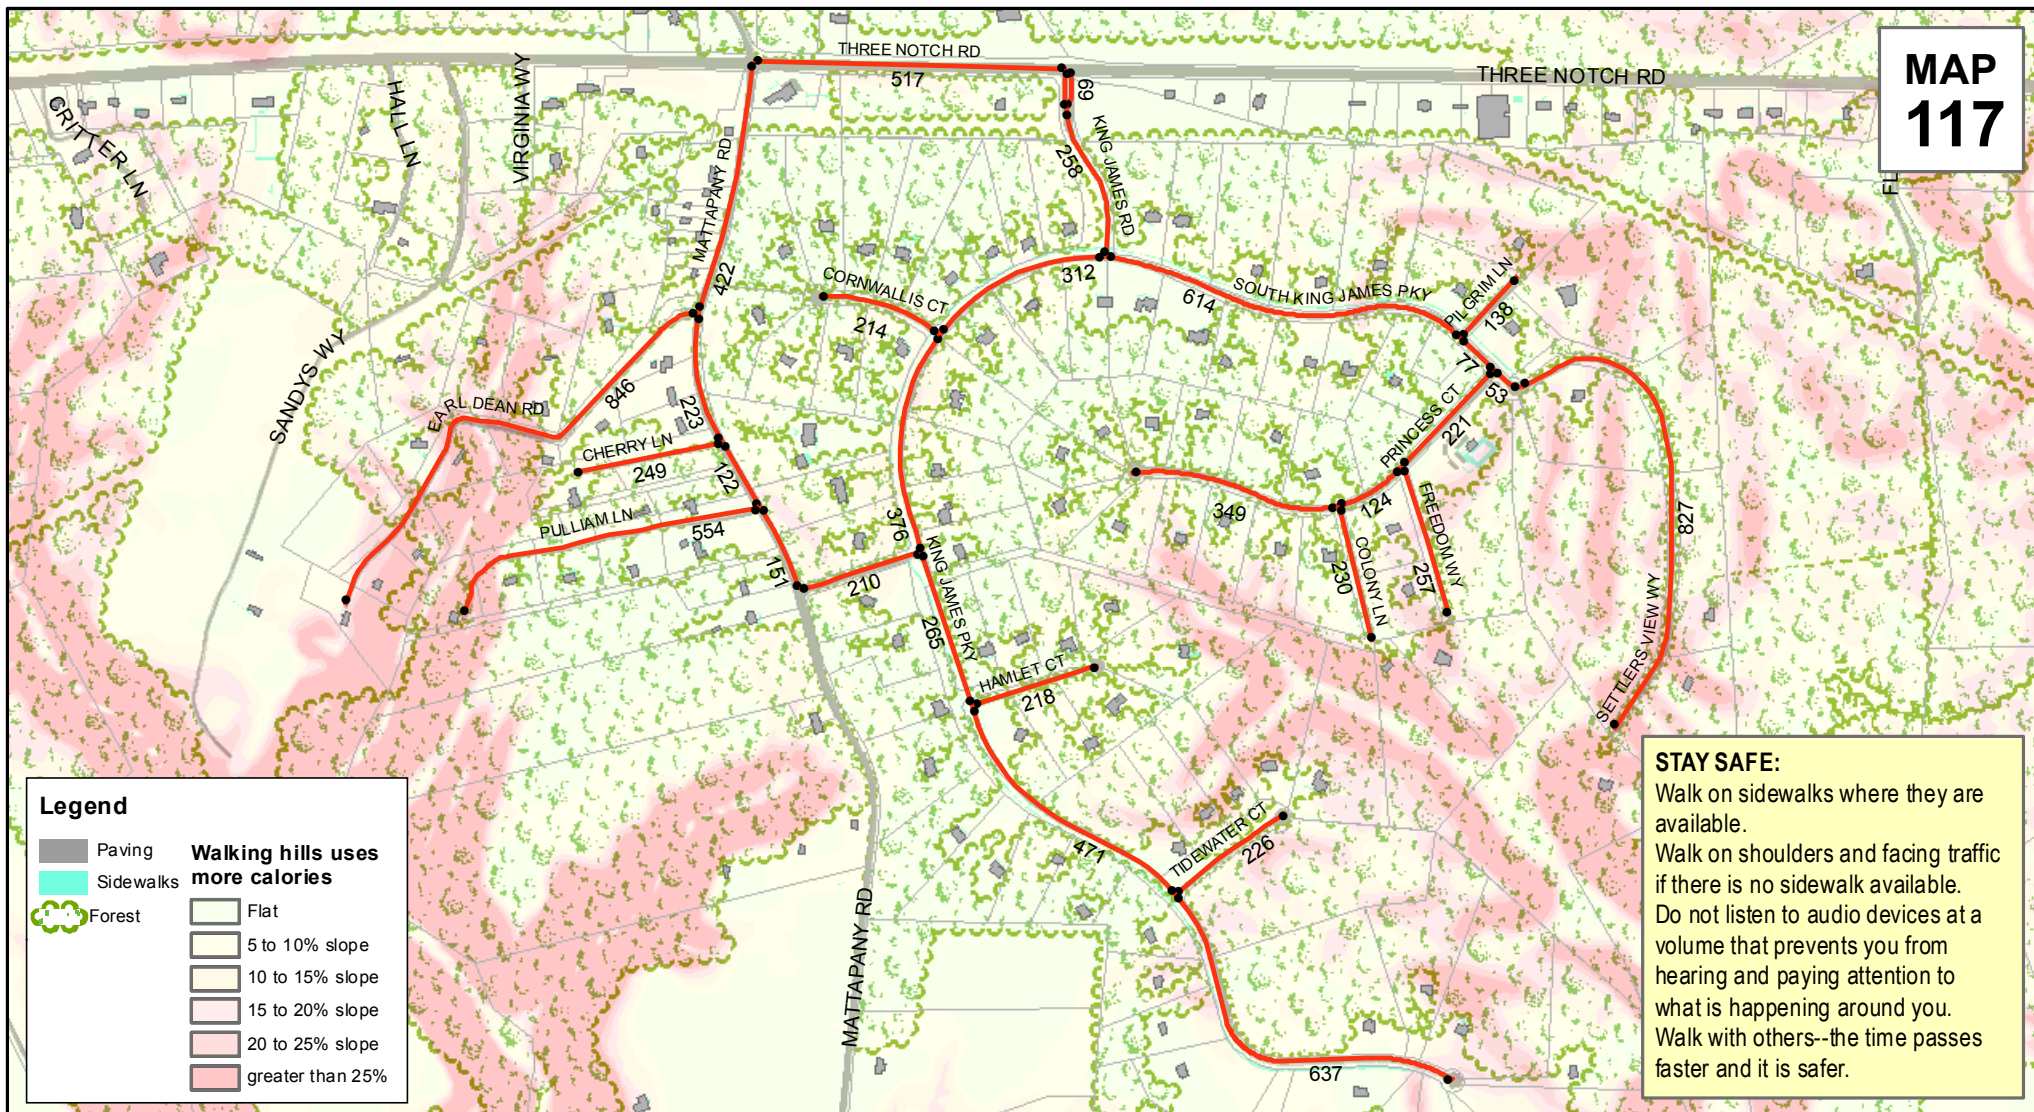 THREE NOTCH RD
517
THREE NOTCH RD
MAP
117
69
CRITTER LN
HALL LN
VIRGINIA WY
MATTAPANY RD
422
258
KING JAMES RD
312
CORNWALLIS CT
214
614
SOUTH KING JAMES PKY
PILGRIM LN
138
77
53
SANDYS WY
EARL DEAN RD
846
223
CHERRY LN
249
122
PULLIAM LN
554
151
210
376
KING JAMES PKY
265
PRINCESS CT
221
349
124
FREEDOM WY
257
COLONY LN
230
827
SETTLERS VIEW WY
HAMLET CT
218
471
TIDEWATER CT
226
MATTAPANY RD
637
Legend
Paving
Sidewalks
Forest
Walking hills uses
more calories
Flat
5 to 10% slope
10 to 15% slope
15 to 20% slope
20 to 25% slope
greater than 25%
STAY SAFE:
Walk on sidewalks where they are
available.
Walk on shoulders and facing traffic
if there is no sidewalk available.
Do not listen to audio devices at a
volume that prevents you from
hearing and paying attention to
what is happening around you.
Walk with others--the time passes
faster and it is safer.